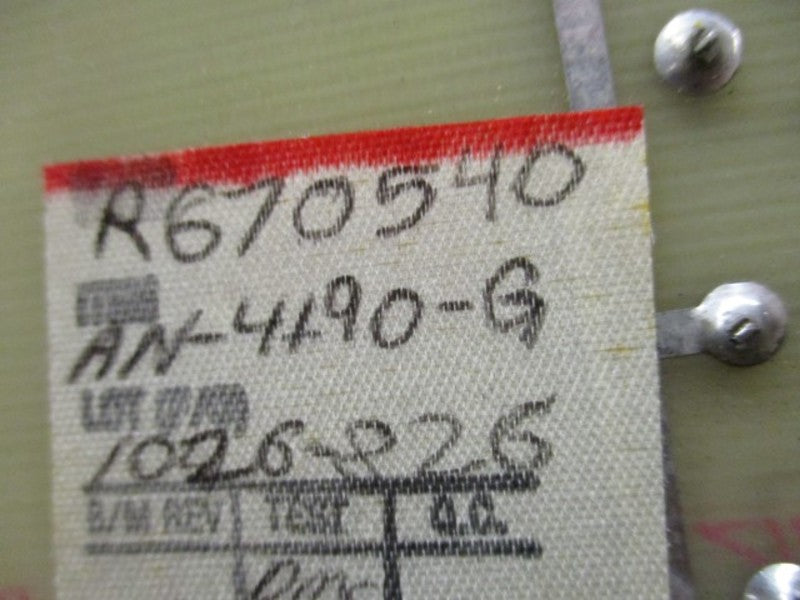 R670540
AN-4190-G
1026-826
B/M REV TEST Q.C.